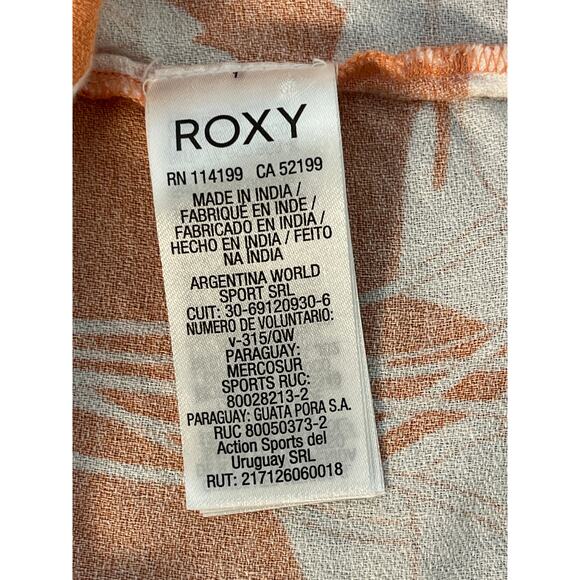 ROXY
RN 114199 CA 52199
MADE IN INDIA /
FABRIQUÉ EN INDE /
FABRICADO EN INDIA /
HECHO EN INDIA / FEITO
NA ÍNDIA
ARGENTINA WORLD
SPORT SRL
CUIT: 30-69120930-6
NUMERO DE VOLUNTARIO:
v-315/QW
PARAGUAY:
MERCOSUR
SPORTS RUC:
80028213-2
PARAGUAY: GUATA PORA S.A.
RUC 80050373-2
Action Sports del
Uruguay SRL
RUT: 217126060018